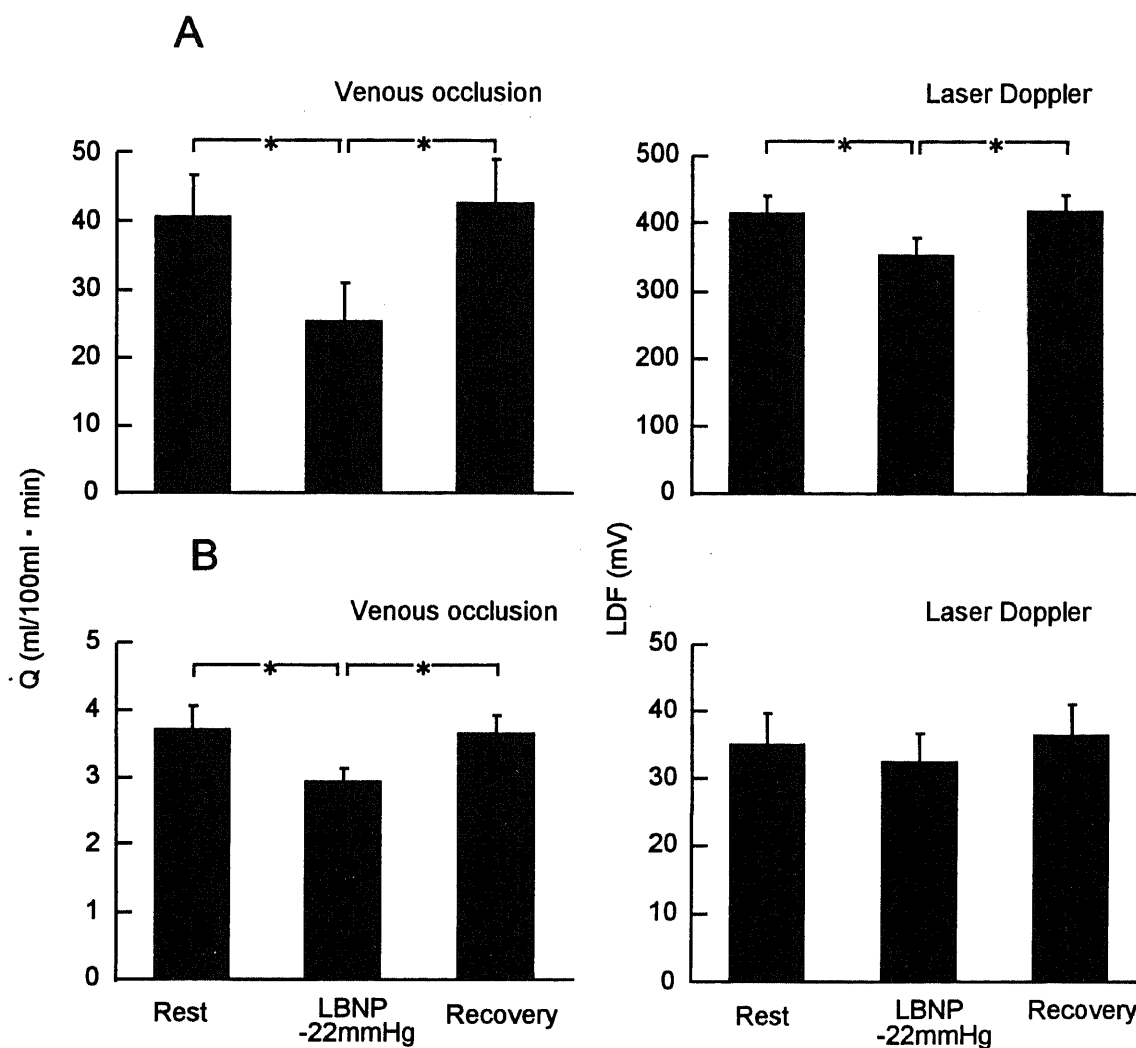 A
Venous occlusion
Laser Doppler
* *
* *
50
40
30
20
10
0
500
400
300
200
100
0
Q̇ (ml/100ml・min)
LDF (mV)
B
Venous occlusion
Laser Doppler
* *
5
4
3
2
1
0
50
40
30
20
10
0
Rest
LBNP
-22mmHg
Recovery
Rest
LBNP
-22mmHg
Recovery